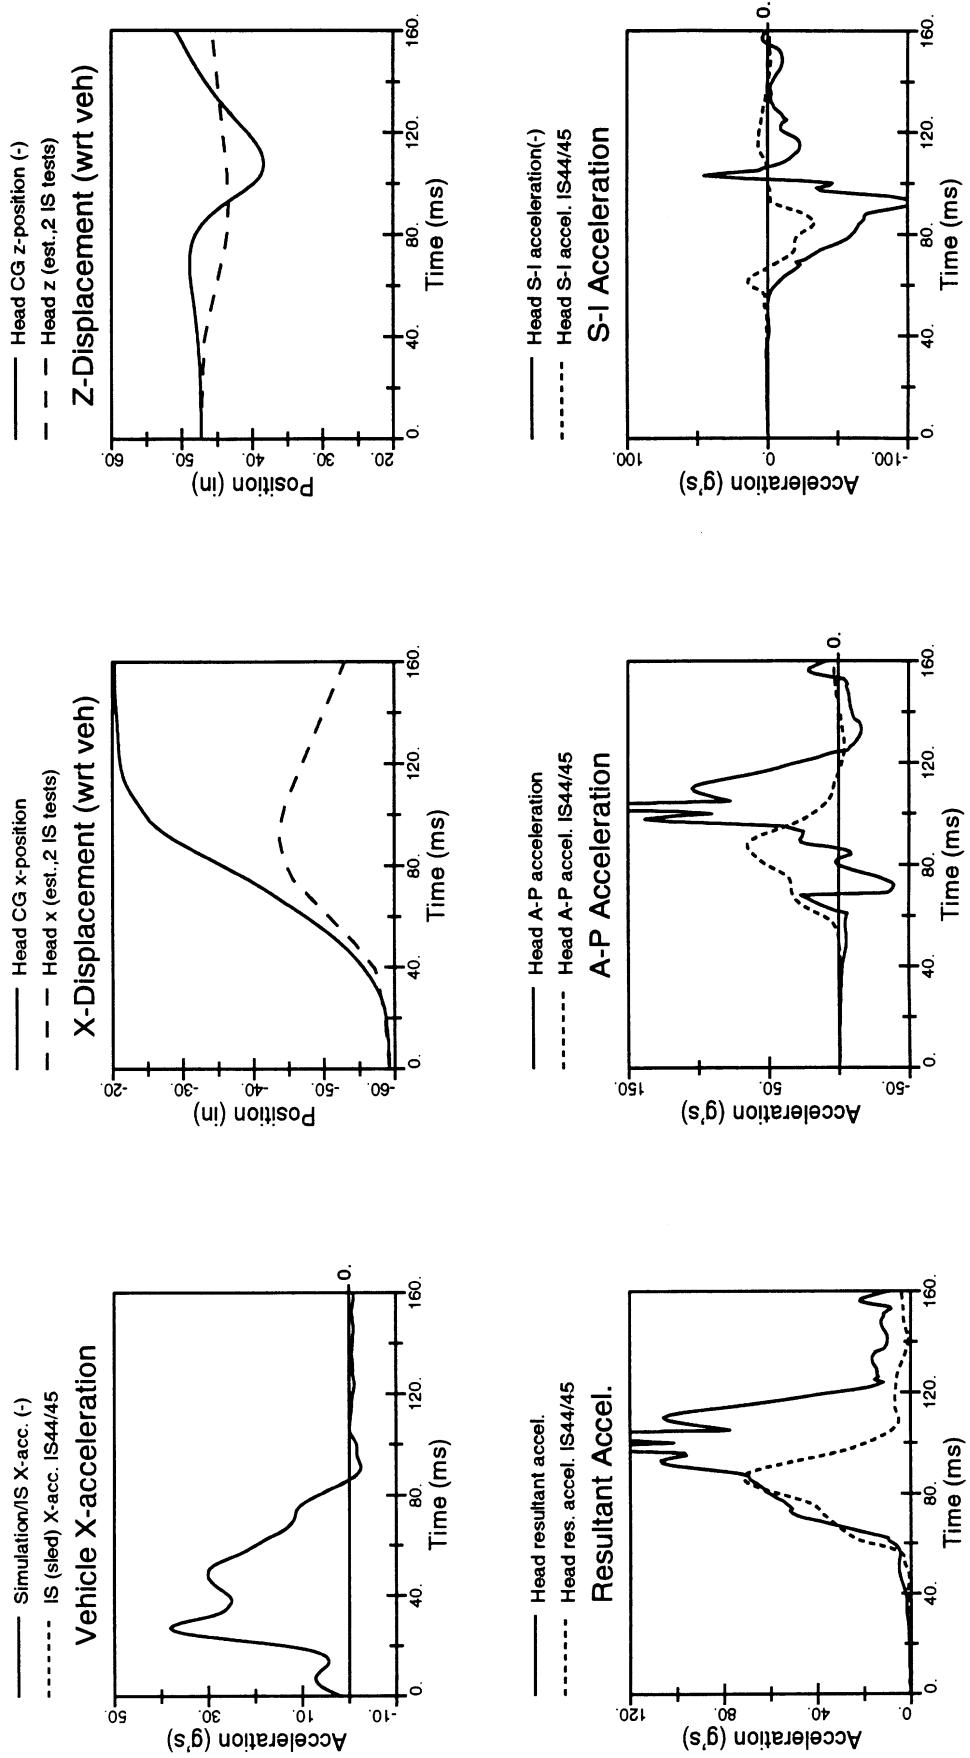 Simulation/IS X-acc. (-)
IS (sled) X-acc. IS44/45
Vehicle X-acceleration
50.
30.
10.
-10.
Acceleration (g's)
0.
0.
40.
80.
120.
160.
Time (ms)
Head CG x-position
Head x (est.,2 IS tests)
X-Displacement (wrt veh)
-20.
-30.
-40.
-50.
-60.
Position (in)
0.
40.
80.
120.
160.
Time (ms)
Head CG z-position (-)
Head z (est.,2 IS tests)
Z-Displacement (wrt veh)
60.
50.
40.
30.
20.
Position (in)
0.
40.
80.
120.
160.
Time (ms)
Head resultant accel.
Head res. accel. IS44/45
Resultant Accel.
120.
80.
40.
0.
Acceleration (g's)
0.
40.
80.
120.
160.
Time (ms)
Head A-P acceleration
Head A-P accel. IS44/45
A-P Acceleration
150.
50.
-50.
Acceleration (g's)
0.
0.
40.
80.
120.
160.
Time (ms)
Head S-I acceleration(-)
Head S-I accel. IS44/45
S-I Acceleration
100.
0.
-100.
Acceleration (g's)
0.
0.
40.
80.
120.
160.
Time (ms)